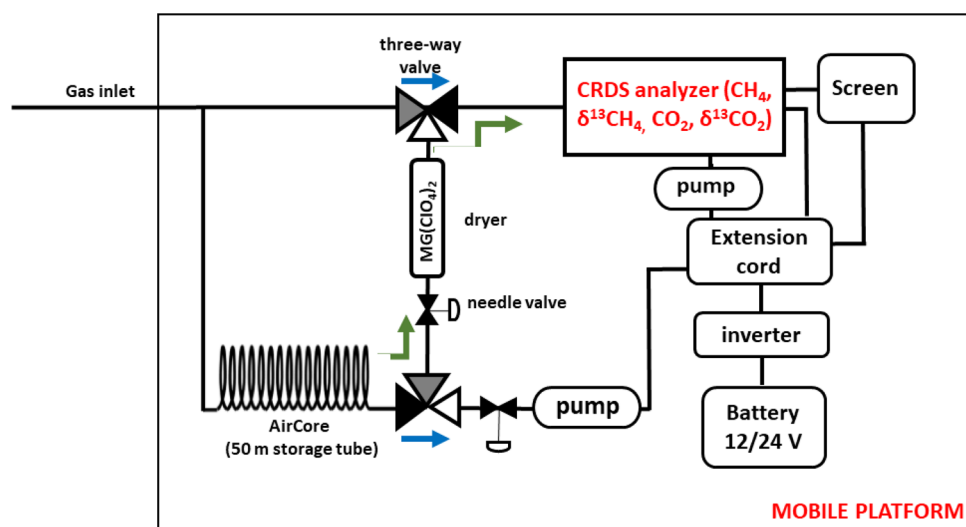 three-way
valve
Gas inlet
CRDS analyzer (CH₄,
δ¹³CH₄, CO₂, δ¹³CO₂)
Screen
pump
MG(ClO₄)₂
dryer
Extension
cord
needle valve
inverter
AirCore
(50 m storage tube)
pump
Battery
12/24 V
MOBILE PLATFORM